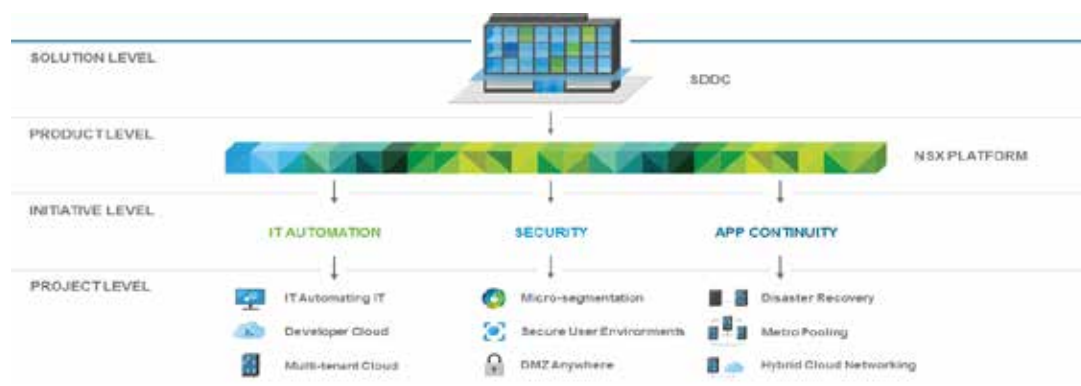 SOLUTION LEVEL
SDDC
PRODUCT LEVEL
NSX PLATFORM
INITIATIVE LEVEL
IT AUTOMATION
SECURITY
APP CONTINUITY
PROJECT LEVEL
IT Automating IT
Developer Cloud
Multi-tenant Cloud
Micro-segmentation
Secure User Environments
DMZ Anywhere
Disaster Recovery
Metro Pooling
Hybrid Cloud Networking